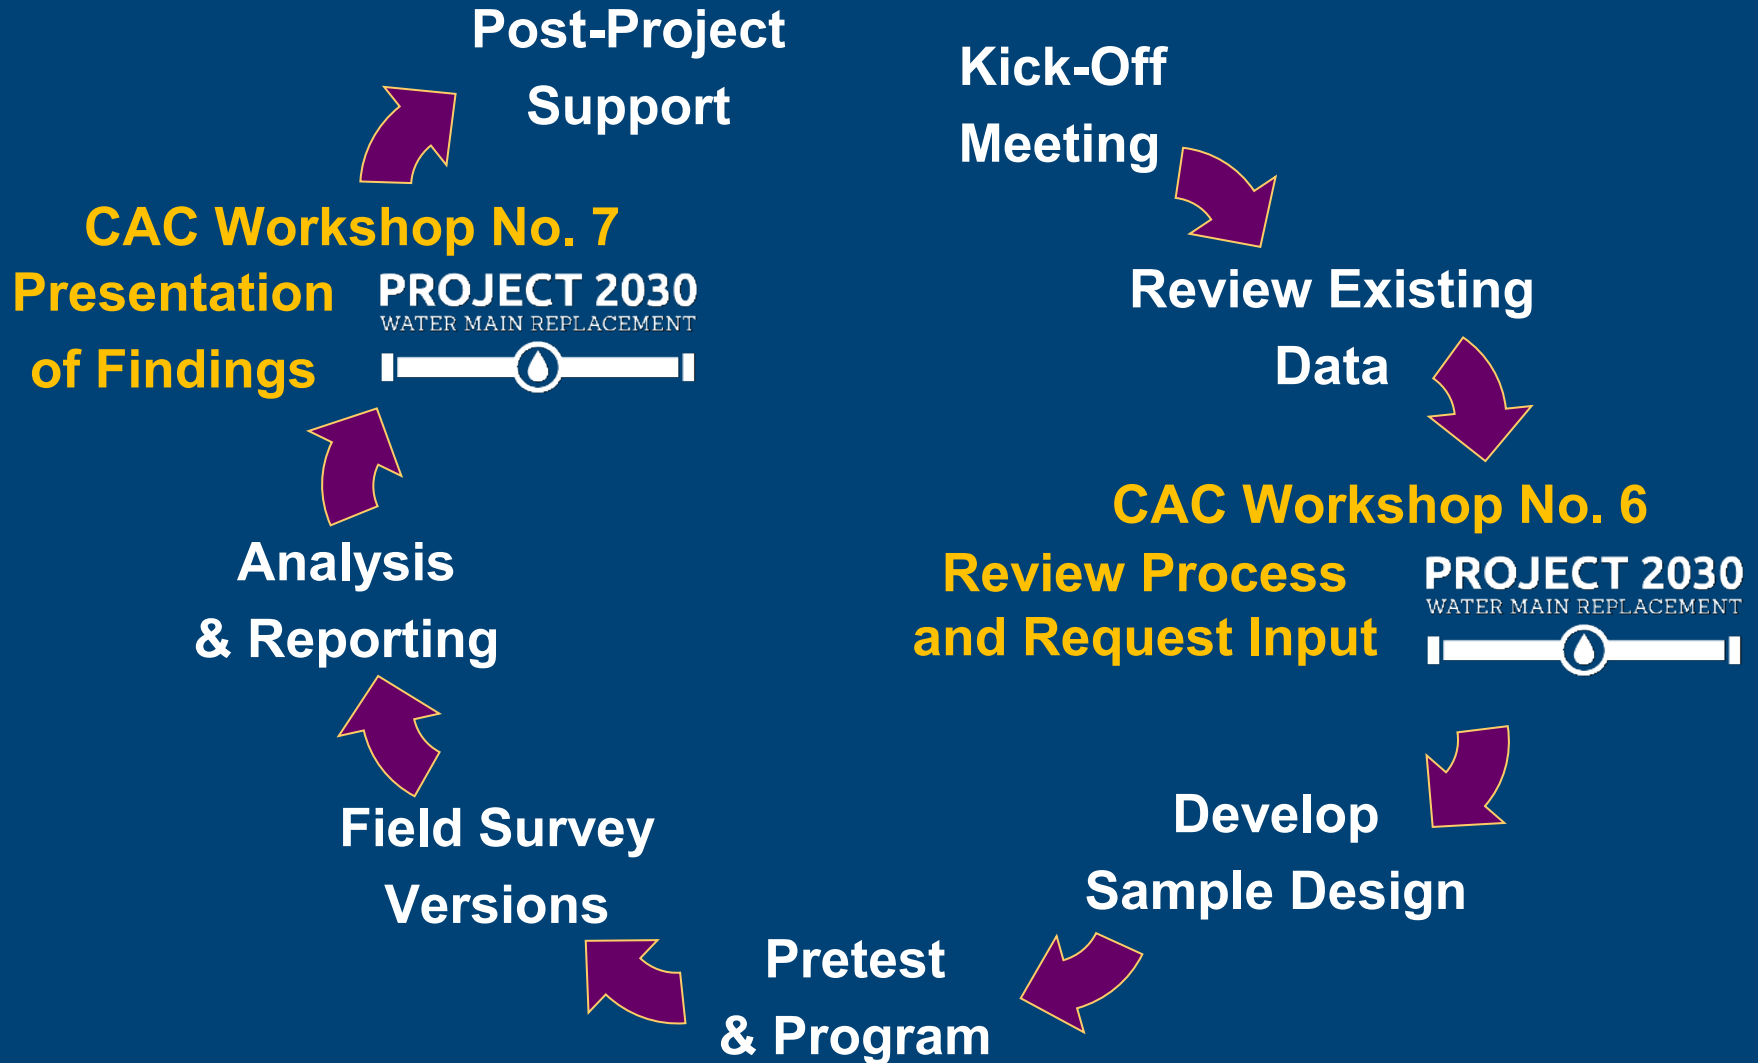 Kick-Off
Meeting
Review Existing
Data
CAC Workshop No. 6
Review Process
and Request Input
PROJECT 2030
WATER MAIN REPLACEMENT
Develop
Sample Design
Pretest
& Program
Field Survey
Versions
Analysis
& Reporting
CAC Workshop No. 7
Presentation
of Findings
PROJECT 2030
WATER MAIN REPLACEMENT
Post-Project
Support